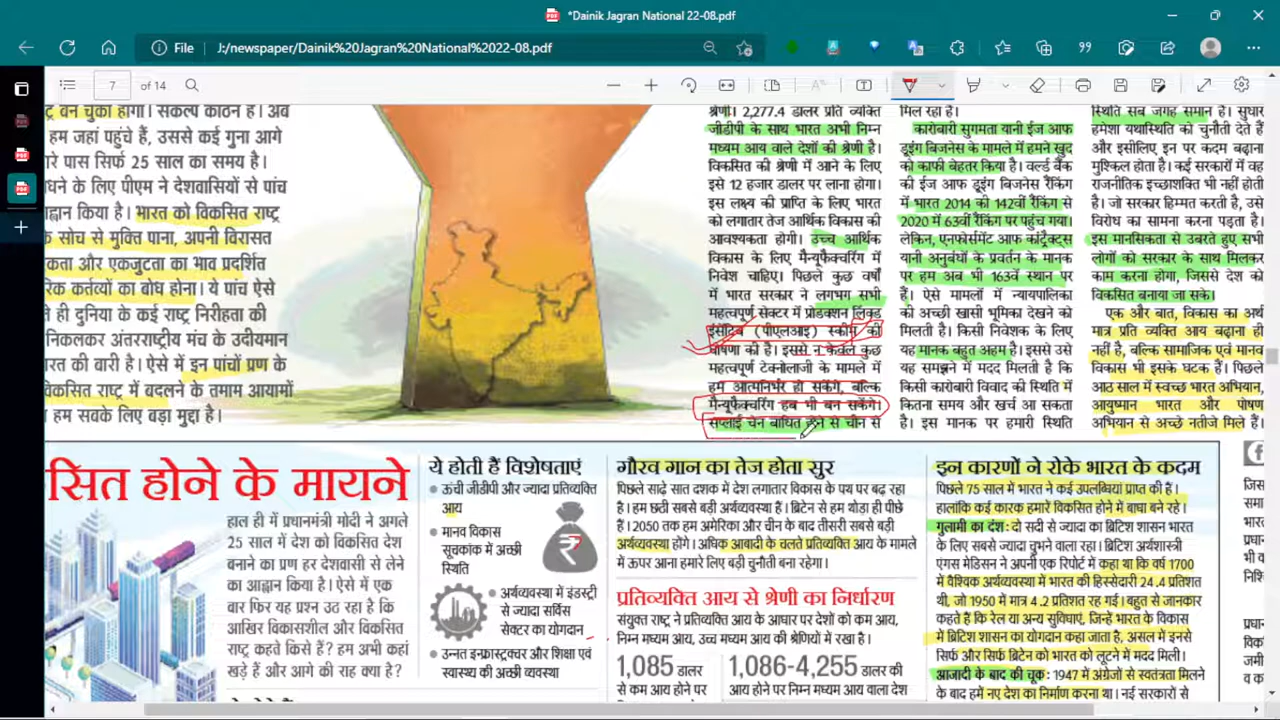 *Dainik Jagran National 22-08.pdf
File
J:/newspaper/Dainik%20Jagran%20National%2022-08.pdf
7 of 14
ट्र बन चुका होगा। संकल्प कठिन है। अब
हम जहां पहुंचे हैं, उससे कई गुना आगे
ारे पास सिर्फ 25 साल का समय है।
धने के लिए पीएम ने देशवासियों से पांच
ह्वान किया है। भारत को विकसित राष्ट्र
क सोच से मुक्ति पाना, अपनी विरासत
कता और एकजुटता का भाव प्रदर्शित
रिक कर्तव्यों का बोध होना। ये पांच ऐसे
ते ही दुनिया के कई राष्ट्र निरीहता की
निकलकर अंतरराष्ट्रीय मंच के उदीयमान
रत की बारी है। ऐसे में इन पांचों प्रण के
विकसित राष्ट्र में बदलने के तमाम आयामों
हम सबके लिए बड़ा मुद्दा है।
श्रेणी। 2,277.4 डालर प्रति व्यक्ति
जीडीपी के साथ भारत अभी निम्न
मध्यम आय वाले देशों की श्रेणी है।
विकसित की श्रेणी में आने के लिए
इसे 12 हजार डालर पर लाना होगा।
इस लक्ष्य की प्राप्ति के लिए भारत
को लगातार तेज आर्थिक विकास की
आवश्यकता होगी। उच्च आर्थिक
विकास के लिए मैन्यूफैक्चरिंग में
निवेश चाहिए। पिछले कुछ वर्षों
में भारत सरकार ने लगभग सभी
महत्वपूर्ण सेक्टर में प्रोडक्शन लिंक्ड
इंसेंटिव (पीएलआइ) स्कीम की
घोषणा की है। इससे न केवल कुछ
महत्वपूर्ण टेक्नोलाजी के मामले में
हम आत्मनिर्भर हो सकेंगे, बल्कि
मैन्यूफैक्चरिंग हब भी बन सकेंगे।
सप्लाई चेन बाधित होने से चीन से
मिल रहा है।
कारोबारी सुगमता यानी ईज आफ
डूइंग बिजनेस के मामले में हमने खुद
को काफी बेहतर किया है। वर्ल्ड बैंक
की ईज आफ डूइंग बिजनेस रैंकिंग
में भारत 2014 को 142वीं रैंकिंग से
2020 में 63वीं रैंकिंग पर पहुंच गया।
लेकिन, एनफोर्समेंट आफ कांट्रैक्ट्स
यानी अनुबंधों के प्रवर्तन के मानक
पर हम अब भी 163वें स्थान पर
हैं। ऐसे मामलों में न्यायपालिका
की अच्छी खासी भूमिका देखने को
मिलती है। किसी निवेशक के लिए
यह मानक बहुत अहम है। इससे उसे
यह समझने में मदद मिलती है कि
किसी कारोबारी विवाद की स्थिति में
कितना समय और खर्च आ सकता
है। इस मानक पर हमारी स्थिति
स्थिति सब जगह समान है। सुधार
हमेशा यथास्थिति को चुनौती देते हैं
और इसीलिए इन पर कदम बढ़ाना
मुश्किल होता है। कई सरकारों में वह
राजनीतिक इच्छाशक्ति भी नहीं होती
है। जो सरकार हिम्मत करती है, उसे
विरोध का सामना करना पड़ता है।
इस मानसिकता से उबरते हुए सभी
लोगों को सरकार के साथ मिलकर
काम करना होगा, जिससे देश को
विकसित बनाया जा सके।
एक और बात, विकास का अर्थ
मात्र प्रति व्यक्ति आय बढ़ाना ही
नहीं है, बल्कि सामाजिक एवं मानव
विकास भी इसके घटक हैं। पिछले
आठ साल में स्वच्छ भारत अभियान,
आयुष्मान भारत और पोषण
अभियान से अच्छे नतीजे मिले हैं।
सित होने के मायने
हाल ही में प्रधानमंत्री मोदी ने अगले
25 साल में देश को विकसित देश
बनाने का प्रण हर देशवासी से लेने
का आह्वान किया है। ऐसे में एक
बार फिर यह प्रश्न उठ रहा है कि
आखिर विकासशील और विकसित
राष्ट्र कहते किसे हैं? हम अभी कहां
खड़े हैं और आगे की राह क्या है?
ये होती हैं विशेषताएं
ऊंची जीडीपी और ज्यादा प्रतिव्यक्ति
आय
मानव विकास
सूचकांक में अच्छी
स्थिति
अर्थव्यवस्था में इंडस्ट्री
से ज्यादा सर्विस
सेक्टर का योगदान
उन्नत इन्फ्रास्ट्रक्चर और शिक्षा एवं
स्वास्थ्य की अच्छी व्यवस्था
गौरव गान का तेज होता सुर
पिछले साढ़े सात दशक में देश लगातार विकास के पथ पर बढ़ रहा
है। हम छठी सबसे बड़ी अर्थव्यवस्था हैं। ब्रिटेन से हम थोड़ा ही पीछे
हैं। 2050 तक हम अमेरिका और चीन के बाद तीसरी सबसे बड़ी
अर्थव्यवस्था होंगे। अधिक आबादी के चलते प्रतिव्यक्ति आय के मामले
में ऊपर आना हमारे लिए बड़ी चुनौती बना रहेगा।
प्रतिव्यक्ति आय से श्रेणी का निर्धारण
संयुक्त राष्ट्र ने प्रतिव्यक्ति आय के आधार पर देशों को कम आय,
निम्न मध्यम आय, उच्च मध्यम आय की श्रेणियों में रखा है।
1,085 डालर
से कम आय होने पर
1,086-4,255 डालर की
आय होने पर निम्न मध्यम आय वाला देश
इन कारणों ने रोके भारत के कदम
पिछले 75 साल में भारत ने कई उपलब्धियां प्राप्त की हैं।
हालांकि कई कारक हमारे विकसित होने में बाधा बने रहे।
गुलामी का दंश: दो सदी से ज्यादा का ब्रिटिश शासन भारत
के लिए सबसे ज्यादा चुभने वाला रहा। ब्रिटिश अर्थशास्त्री
एंगस मेडिसन ने अपनी एक रिपोर्ट में कहा था कि वर्ष 1700
में वैश्विक अर्थव्यवस्था में भारत की हिस्सेदारी 24.4 प्रतिशत
थी, जो 1950 में मात्र 4.2 प्रतिशत रह गई। बहुत से जानकार
कहते हैं कि रेल या अन्य सुविधाएं, जिन्हें भारत के विकास
में ब्रिटिश शासन का योगदान कहा जाता है, असल में इनसे
सिर्फ और सिर्फ ब्रिटेन को भारत को लूटने में मदद मिली।
आजादी के बाद की चूक: 1947 में अंग्रेजों से स्वतंत्रता मिलने
के बाद हमें नए देश का निर्माण करना था। नई सरकारों से